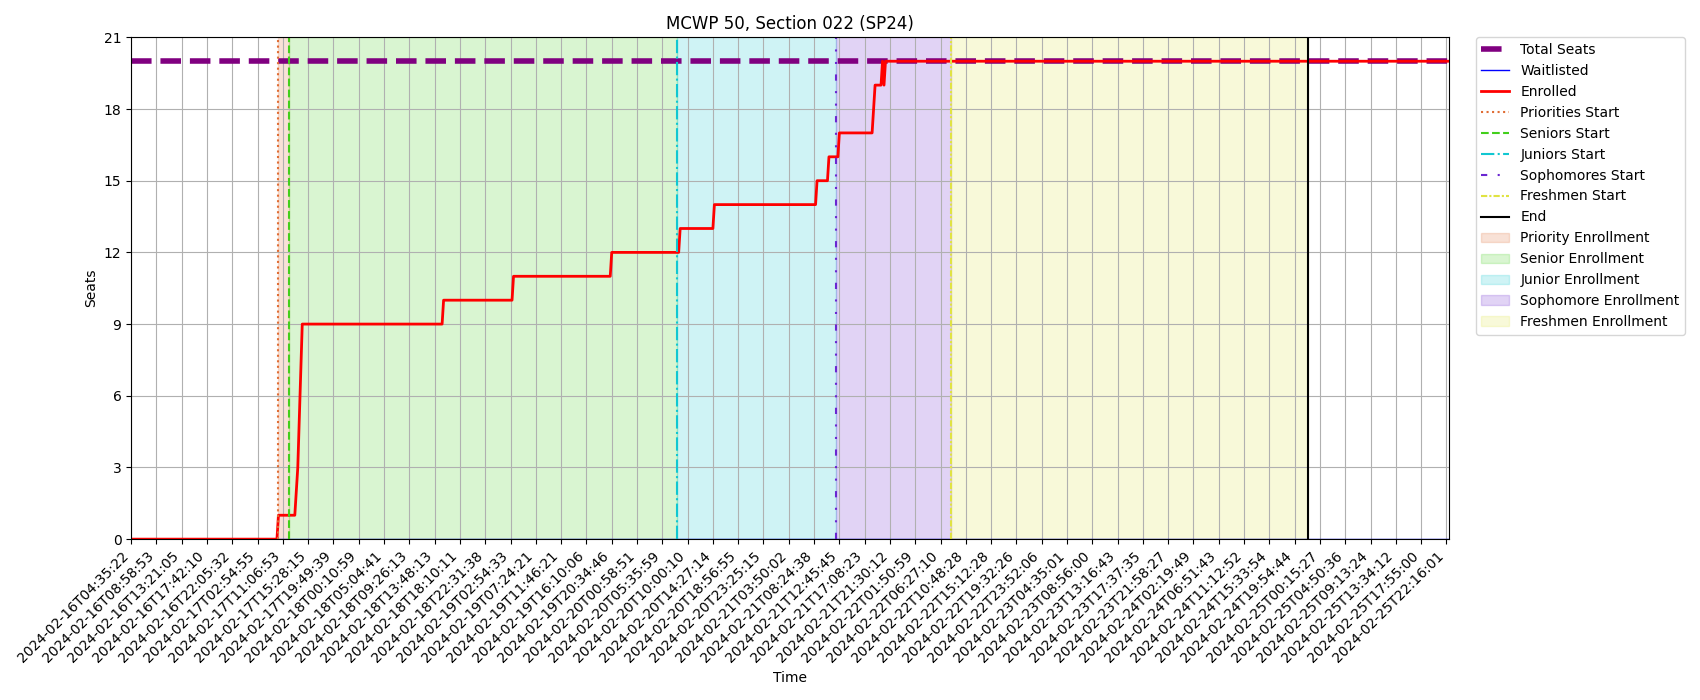 MCWP 50, Section 022 (SP24)
21
18
15
12
9
6
3
0
Seats
2024-02-16T04:35:22
2024-02-16T08:58:53
2024-02-16T13:21:05
2024-02-16T17:42:10
2024-02-16T22:05:32
2024-02-17T02:54:55
2024-02-17T11:06:53
2024-02-17T15:28:15
2024-02-17T19:49:39
2024-02-18T00:10:59
2024-02-18T05:04:41
2024-02-18T09:26:13
2024-02-18T13:48:13
2024-02-18T18:10:11
2024-02-18T22:31:38
2024-02-19T02:54:33
2024-02-19T07:24:21
2024-02-19T11:46:21
2024-02-19T16:10:06
2024-02-19T20:34:46
2024-02-20T00:58:51
2024-02-20T05:35:59
2024-02-20T10:00:10
2024-02-20T14:27:14
2024-02-20T18:56:55
2024-02-20T23:25:15
2024-02-21T03:50:02
2024-02-21T08:24:38
2024-02-21T12:45:45
2024-02-21T17:08:23
2024-02-21T21:30:12
2024-02-22T01:50:59
2024-02-22T06:27:10
2024-02-22T10:48:28
2024-02-22T15:12:28
2024-02-22T19:32:26
2024-02-22T23:52:06
2024-02-23T04:35:01
2024-02-23T08:56:00
2024-02-23T13:16:43
2024-02-23T17:37:35
2024-02-23T21:58:27
2024-02-24T02:19:49
2024-02-24T06:51:43
2024-02-24T11:12:52
2024-02-24T15:33:54
2024-02-24T19:54:44
2024-02-25T00:15:27
2024-02-25T04:50:36
2024-02-25T09:13:24
2024-02-25T13:34:12
2024-02-25T17:55:00
2024-02-25T22:16:01
Time
Total Seats
Waitlisted
Enrolled
Priorities Start
Seniors Start
Juniors Start
Sophomores Start
Freshmen Start
End
Priority Enrollment
Senior Enrollment
Junior Enrollment
Sophomore Enrollment
Freshmen Enrollment